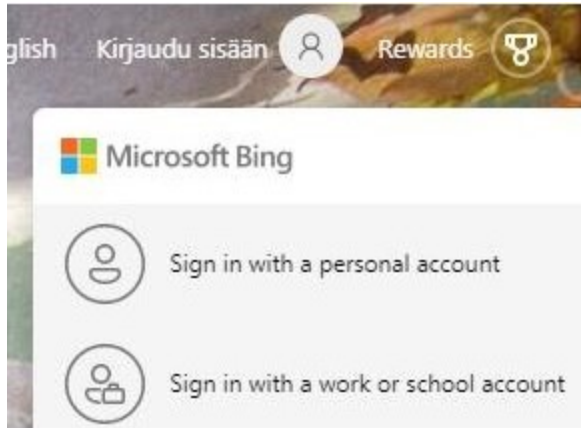 glish Kirjaudu sisään Rewards
Microsoft Bing
Sign in with a personal account
Sign in with a work or school account